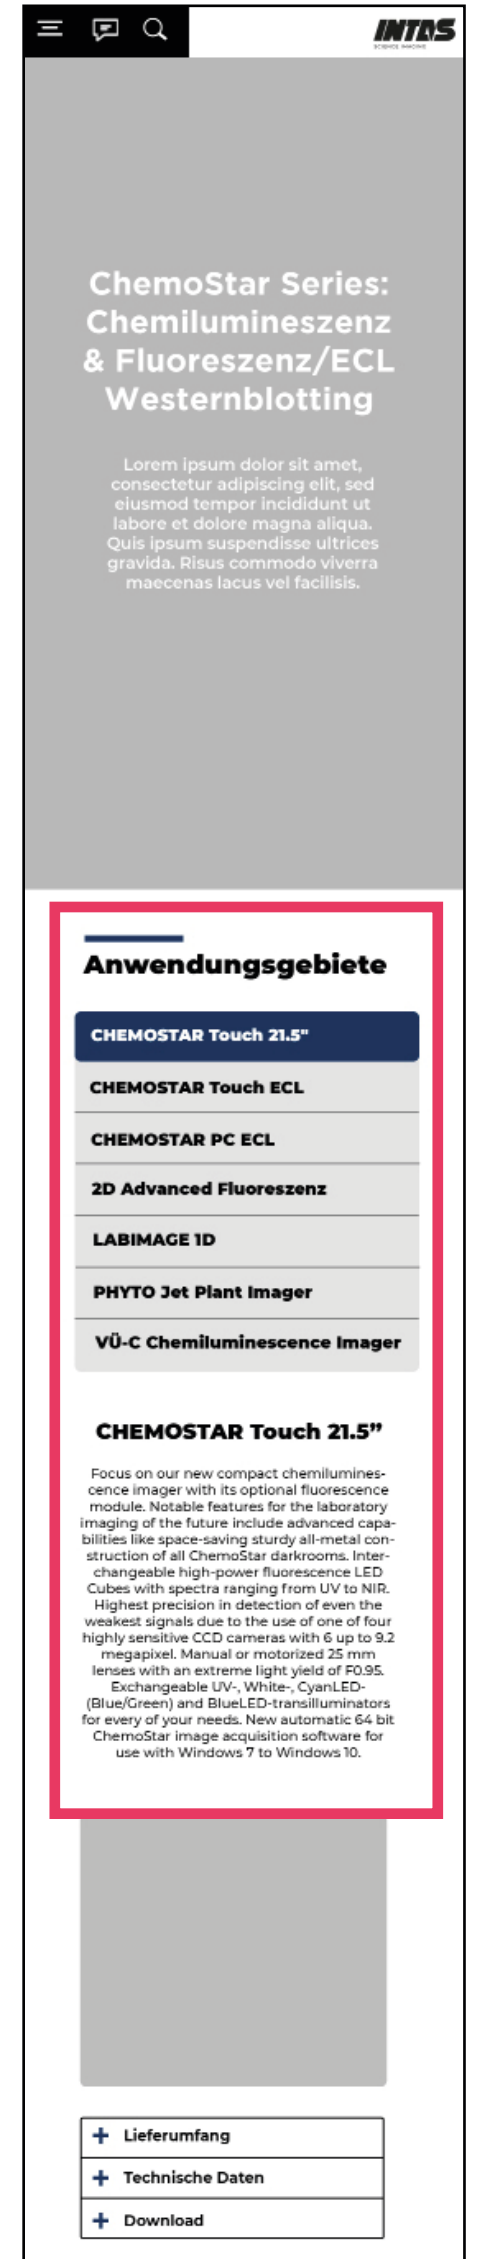 INTAS
SCIENCE IMAGING
ChemoStar Series:
Chemilumineszenz
& Fluoreszenz/ECL
Westernblotting
Lorem ipsum dolor sit amet,
consectetur adipiscing elit, sed
eiusmod tempor incididunt ut
labore et dolore magna aliqua.
Quis ipsum suspendisse ultrices
gravida. Risus commodo viverra
maecenas lacus vel facilisis.
Anwendungsgebiete
CHEMOSTAR Touch 21.5"
CHEMOSTAR Touch ECL
CHEMOSTAR PC ECL
2D Advanced Fluoreszenz
LABIMAGE 1D
PHYTO Jet Plant Imager
VÜ-C Chemiluminescence Imager
CHEMOSTAR Touch 21.5”
Focus on our new compact chemilumines-
cence imager with its optional fluorescence
module. Notable features for the laboratory
imaging of the future include advanced capa-
bilities like space-saving sturdy all-metal con-
struction of all ChemoStar darkrooms. Inter-
changeable high-power fluorescence LED
Cubes with spectra ranging from UV to NIR.
Highest precision in detection of even the
weakest signals due to the use of one of four
highly sensitive CCD cameras with 6 up to 9.2
megapixel. Manual or motorized 25 mm
lenses with an extreme light yield of F0.95.
Exchangeable UV-, White-, CyanLED-
(Blue/Green) and BlueLED-transilluminators
for every of your needs. New automatic 64 bit
ChemoStar image acquisition software for
use with Windows 7 to Windows 10.
Lieferumfang
Technische Daten
Download